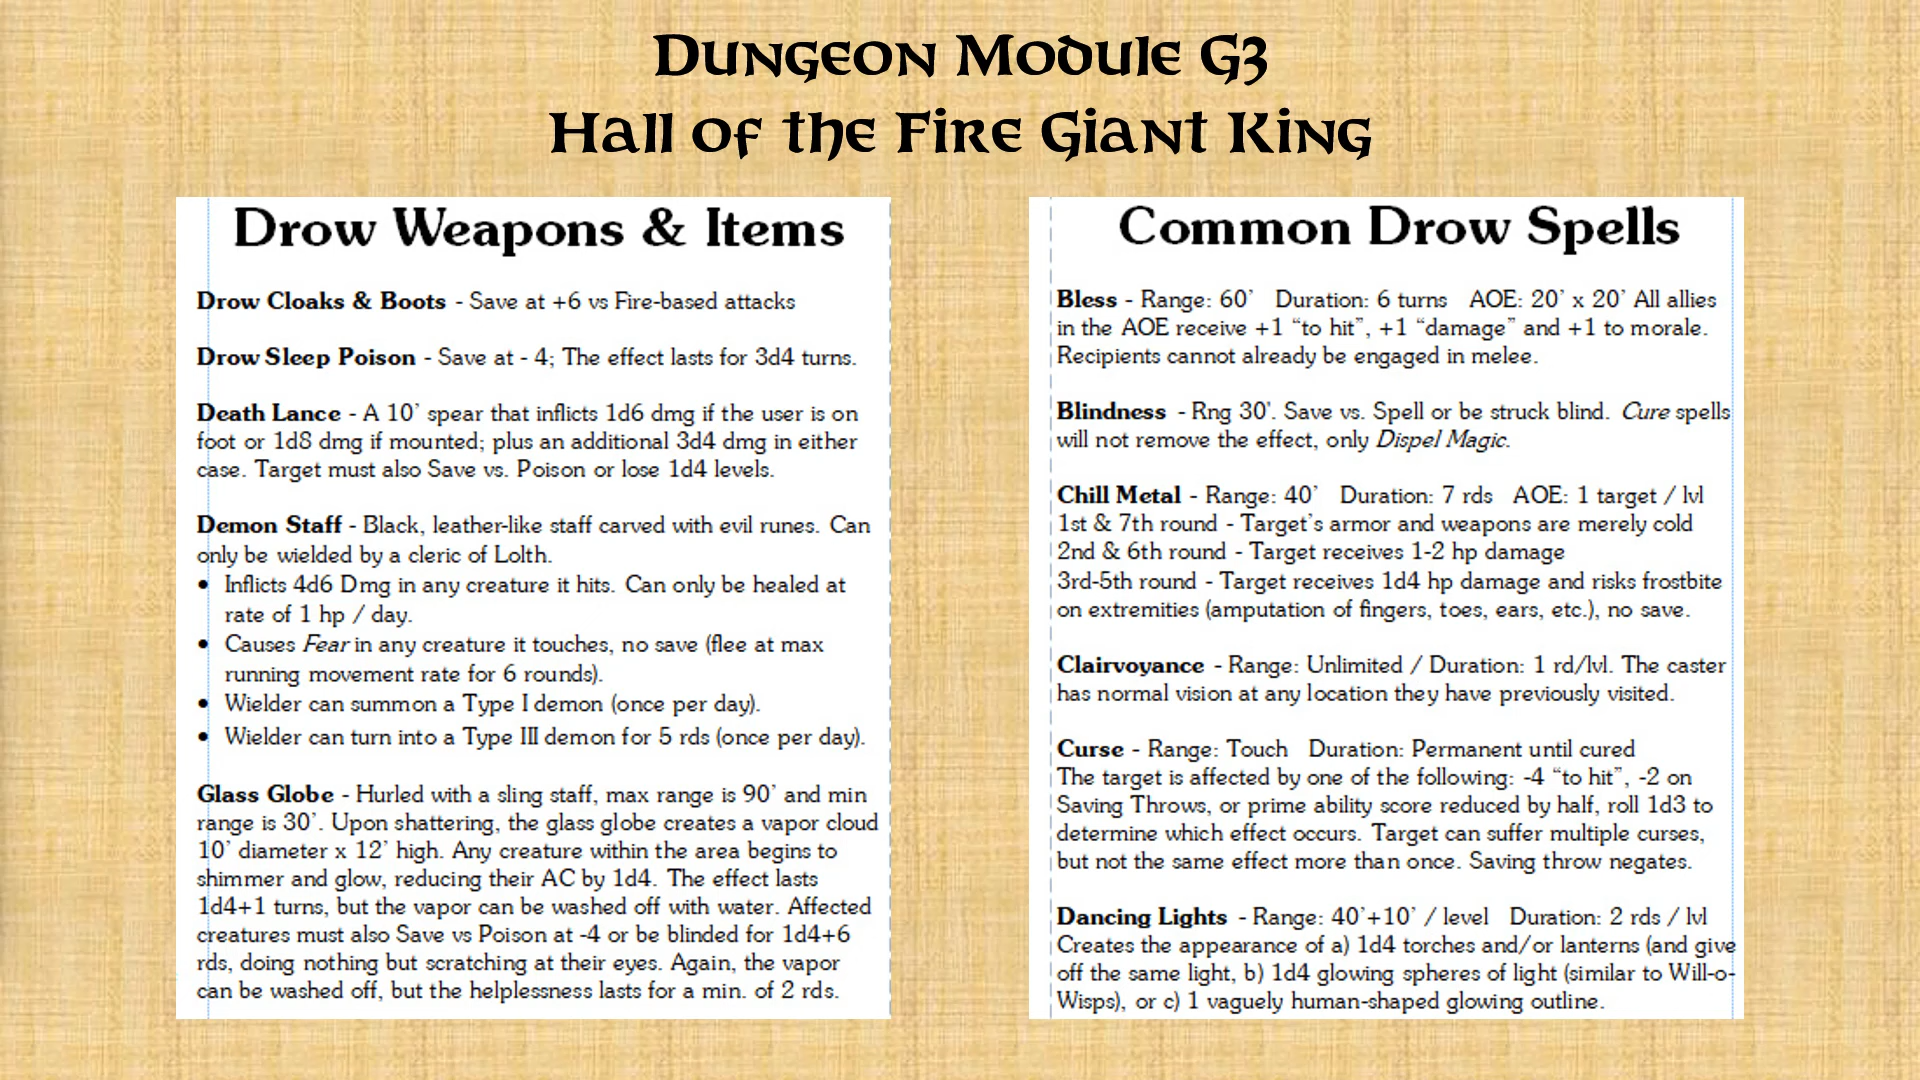 Dungeon Module G3
Hall of the Fire Giant King
Drow Weapons & Items
Drow Cloaks & Boots - Save at +6 vs Fire-based attacks
Drow Sleep Poison - Save at - 4; The effect lasts for 3d4 turns.
Death Lance - A 10' spear that inflicts 1d6 dmg if the user is on
foot or 1d8 dmg if mounted; plus an additional 3d4 dmg in either
case. Target must also Save vs. Poison or lose 1d4 levels.
Demon Staff - Black, leather-like staff carved with evil runes. Can
only be wielded by a cleric of Lolth.
• Inflicts 4d6 Dmg in any creature it hits. Can only be healed at
rate of 1 hp / day.
• Causes Fear in any creature it touches, no save (flee at max
running movement rate for 6 rounds).
• Wielder can summon a Type I demon (once per day).
• Wielder can turn into a Type III demon for 5 rds (once per day).
Glass Globe - Hurled with a sling staff, max range is 90' and min
range is 30'. Upon shattering, the glass globe creates a vapor cloud
10' diameter x 12' high. Any creature within the area begins to
shimmer and glow, reducing their AC by 1d4. The effect lasts
1d4+1 turns, but the vapor can be washed off with water. Affected
creatures must also Save vs Poison at -4 or be blinded for 1d4+6
rds, doing nothing but scratching at their eyes. Again, the vapor
can be washed off, but the helplessness lasts for a min. of 2 rds.
Common Drow Spells
Bless - Range: 60' Duration: 6 turns AOE: 20' x 20' All allies
in the AOE receive +1 “to hit”, +1 “damage” and +1 to morale.
Recipients cannot already be engaged in melee.
Blindness - Rng 30'. Save vs. Spell or be struck blind. Cure spells
will not remove the effect, only Dispel Magic.
Chill Metal - Range: 40' Duration: 7 rds AOE: 1 target / lvl
1st & 7th round - Target's armor and weapons are merely cold
2nd & 6th round - Target receives 1-2 hp damage
3rd-5th round - Target receives 1d4 hp damage and risks frostbite
on extremities (amputation of fingers, toes, ears, etc.), no save.
Clairvoyance - Range: Unlimited / Duration: 1 rd/lvl. The caster
has normal vision at any location they have previously visited.
Curse - Range: Touch Duration: Permanent until cured
The target is affected by one of the following: -4 “to hit”, -2 on
Saving Throws, or prime ability score reduced by half, roll 1d3 to
determine which effect occurs. Target can suffer multiple curses,
but not the same effect more than once. Saving throw negates.
Dancing Lights - Range: 40'+10' / level Duration: 2 rds / lvl
Creates the appearance of a) 1d4 torches and/or lanterns (and give
off the same light, b) 1d4 glowing spheres of light (similar to Will-o-
Wisps), or c) 1 vaguely human-shaped glowing outline.